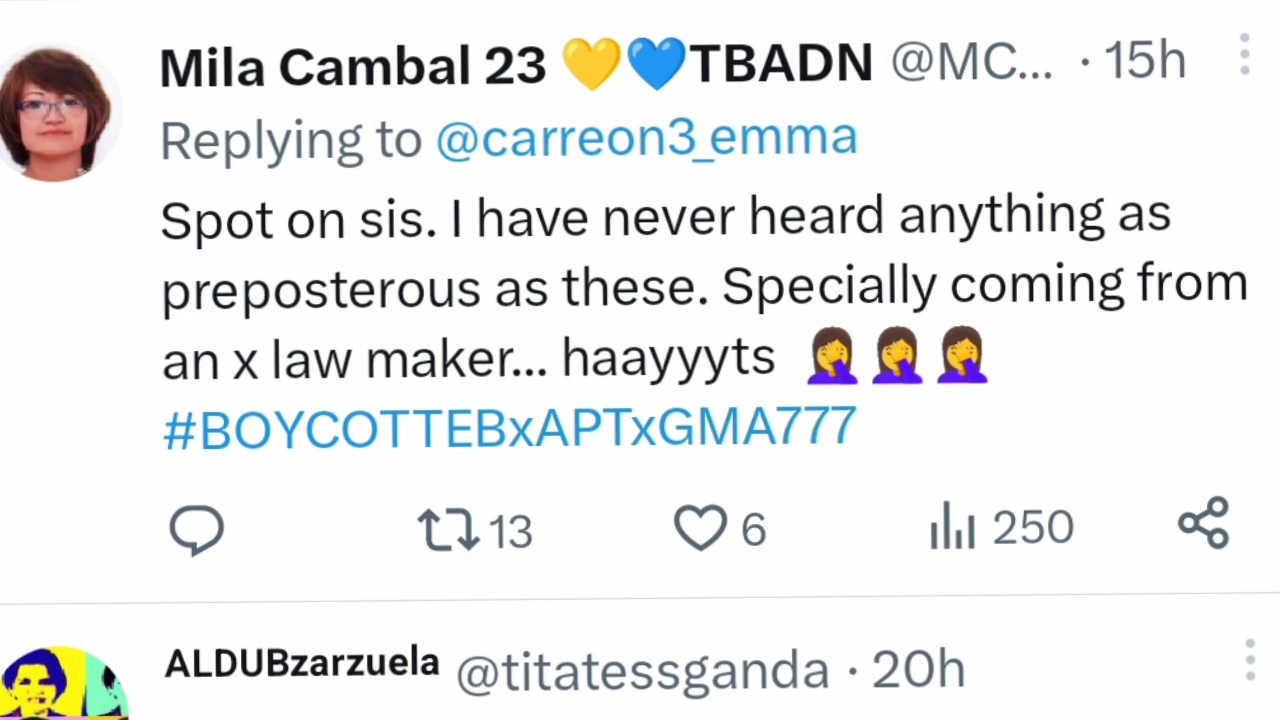 Mila Cambal 23 💛💙TBADN @MC... · 15h
Replying to @carreon3_emma
Spot on sis. I have never heard anything as
preposterous as these. Specially coming from
an x law maker... haayyyts 🤦‍♀️🤦‍♀️🤦‍♀️
#BOYCOTTEBxAPTxGMA777
13 6 250
ALDUBzarzuela @titatessganda · 20h